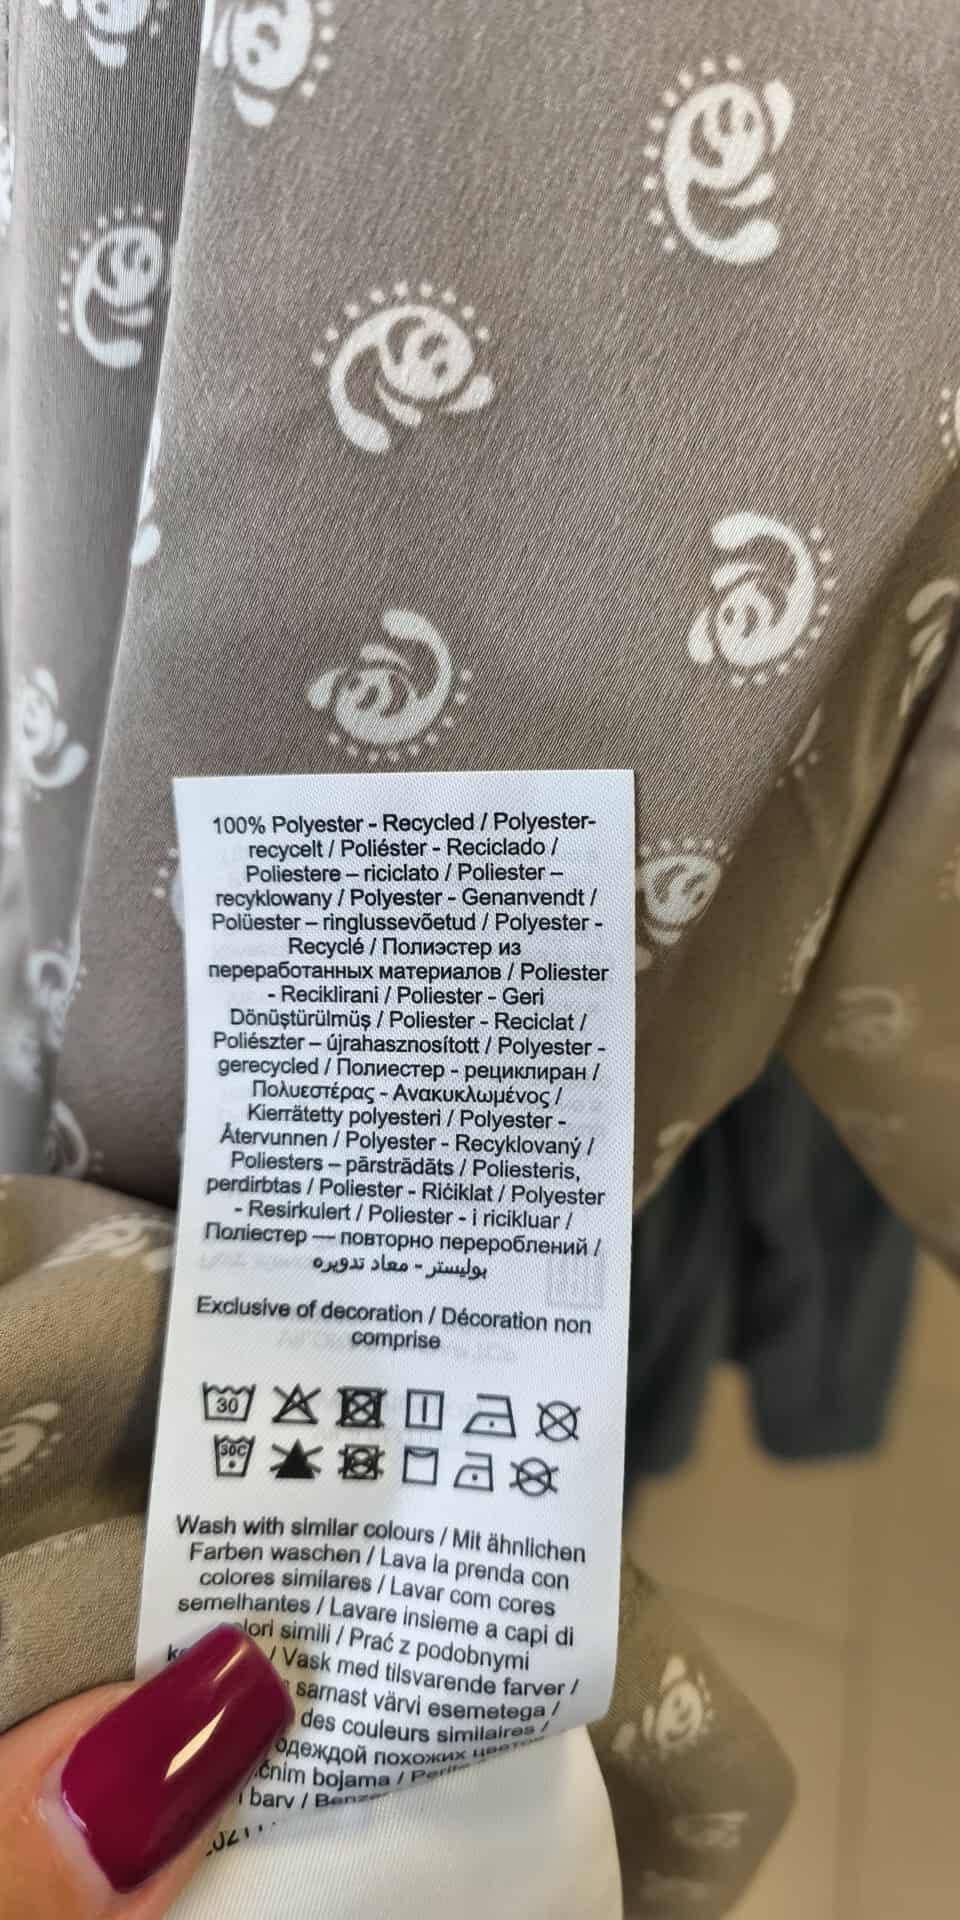 100% Polyester - Recycled / Polyester-
recycelt / Poliéster - Reciclado /
Poliestere – riciclato / Poliester –
recyklowany / Polyester - Genanvendt /
Polüester – ringlussevõetud / Polyester -
Recyclé / Полиэстер из
переработанных материалов / Poliester
- Reciklirani / Poliester - Geri
Dönüştürülmüş / Poliester - Reciclat /
Poliészter – újrahasznosított / Polyester -
gerecycled / Полиестер - рециклиран /
Πολυεστέρας - Ανακυκλωμένος /
Kierrätetty polyesteri / Polyester -
Återvunnen / Polyester - Recyklovaný /
Poliesters – pārstrādāts / Poliesteris,
perdirbtas / Poliester - Riċiklat / Polyester
- Resirkulert / Poliester - i ricikluar /
Поліестер — повторно перероблений /
بوليستر - معاد تدويره
Exclusive of decoration / Décoration non
comprise
30
30C
Wash with similar colours / Mit ähnlichen
Farben waschen / Lava la prenda con
colores similares / Lavar com cores
semelhantes / Lavare insieme a capi di
simili / Prać z podobnymi
/ Vask med tilsvarende farver /
sarnast värvi esemetega /
des couleurs similaires /
одеждой похожих
bojama /
barv /